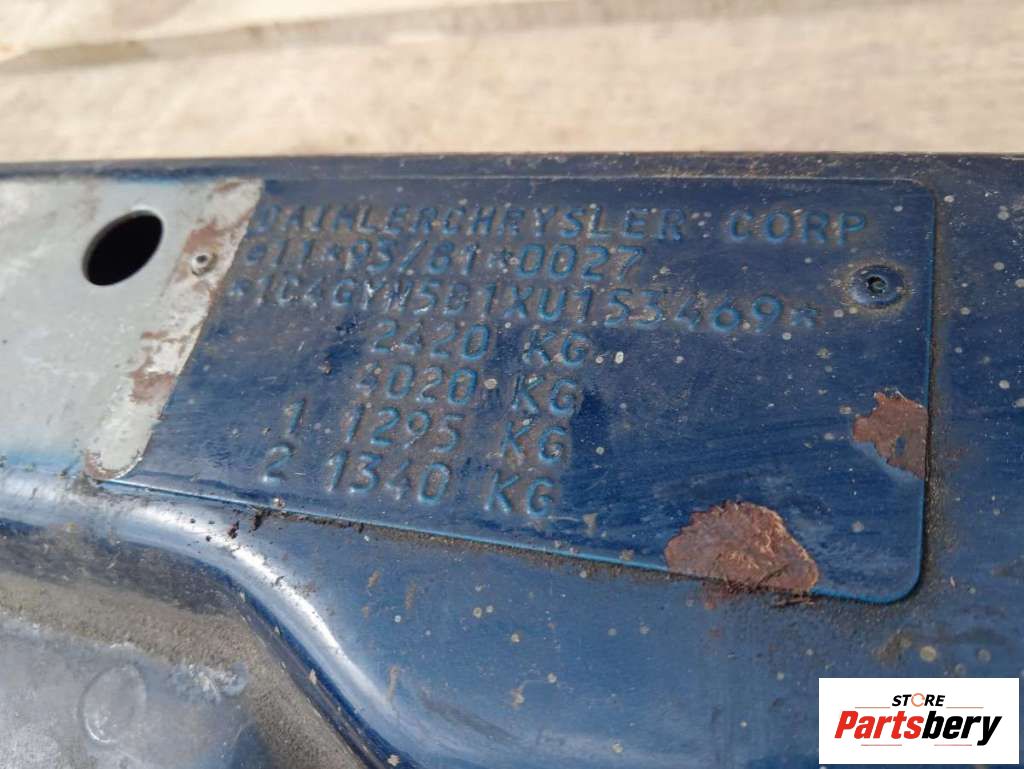 DAIMLERCHRYSLER CORP
e11*93/81*0027
*1C4GYN5B1XU153469*
2420 KG
4020 KG
1 1295 KG
2 1340 KG
STORE
Partsbery